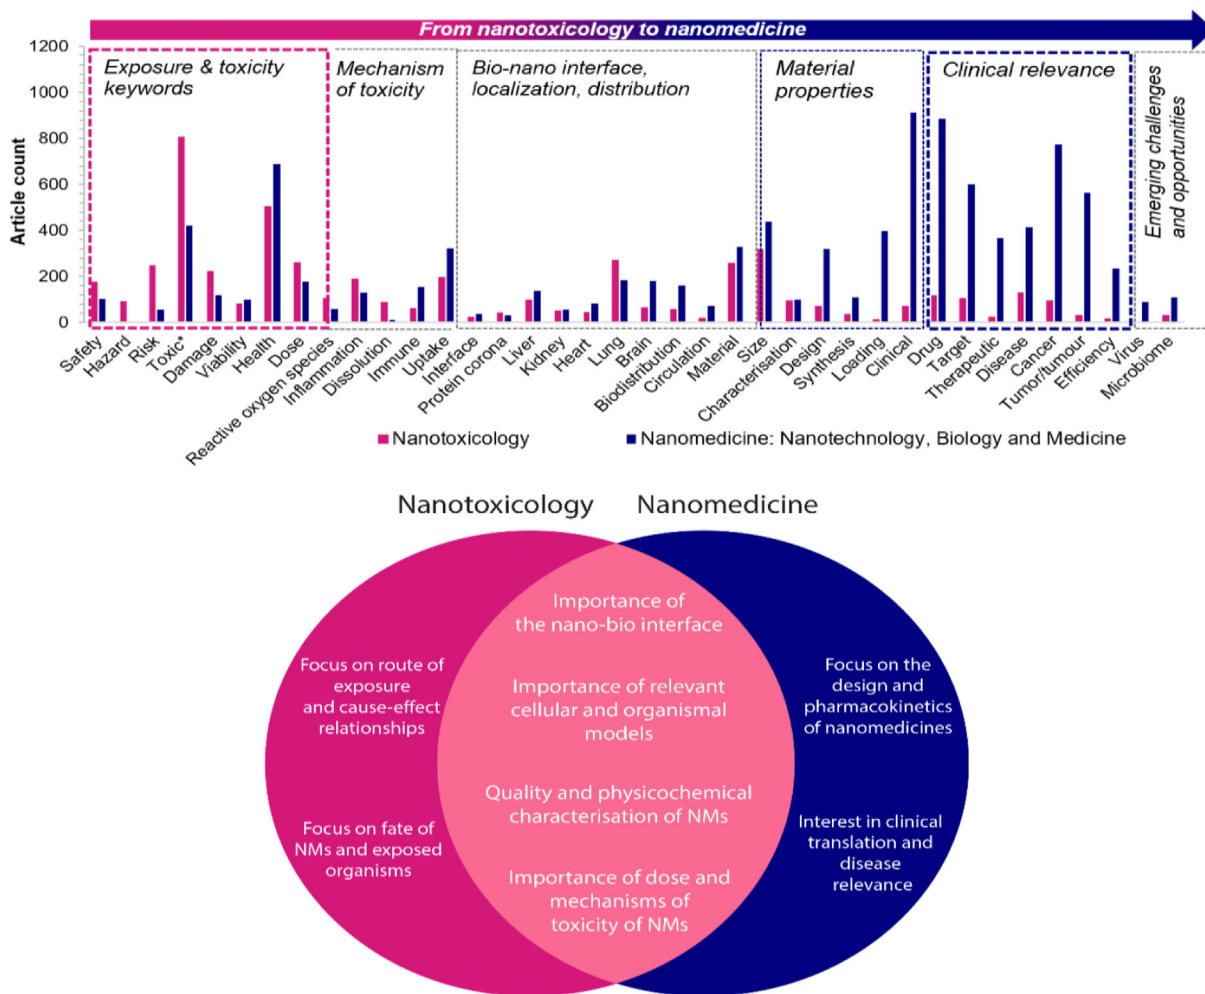 From nanotoxicology to nanomedicine
1200
1000
800
600
400
200
0
Article count
Exposure & toxicity
keywords
Mechanism
of toxicity
Bio-nano interface,
localization, distribution
Material
properties
Clinical relevance
Emerging challenges
and opportunities
Safety
Hazard
Risk
Toxic*
Damage
Viability
Health
Dose
Reactive oxygen species
Inflammation
Dissolution
Immune
Uptake
Interface
Protein corona
Liver
Kidney
Heart
Lung
Brain
Biodistribution
Circulation
Material
Size
Characterisation
Design
Synthesis
Loading
Clinical
Drug
Target
Therapeutic
Disease
Cancer
Tumor/tumour
Efficiency
Virus
Microbiome
Nanotoxicology
Nanomedicine: Nanotechnology, Biology and Medicine
Nanotoxicology
Nanomedicine
Importance of
the nano-bio interface
Focus on route of
exposure
and cause-effect
relationships
Importance of relevant
cellular and organismal
models
Focus on the
design and
pharmacokinetics
of nanomedicines
Quality and physicochemical
characterisation of NMs
Focus on fate of
NMs and exposed
organisms
Interest in clinical
translation and
disease
relevance
Importance of dose and
mechanisms of
toxicity of NMs